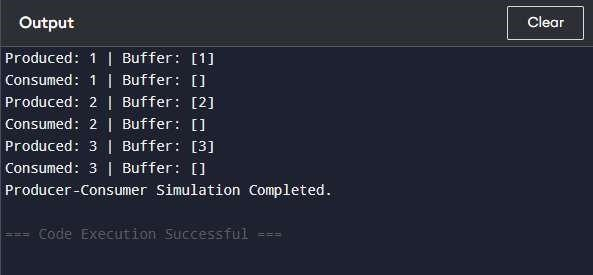 Output
Clear
Produced: 1 | Buffer: [1]
Consumed: 1 | Buffer: []
Produced: 2 | Buffer: [2]
Consumed: 2 | Buffer: []
Produced: 3 | Buffer: [3]
Consumed: 3 | Buffer: []
Producer-Consumer Simulation Completed.
=== Code Execution Successful ===